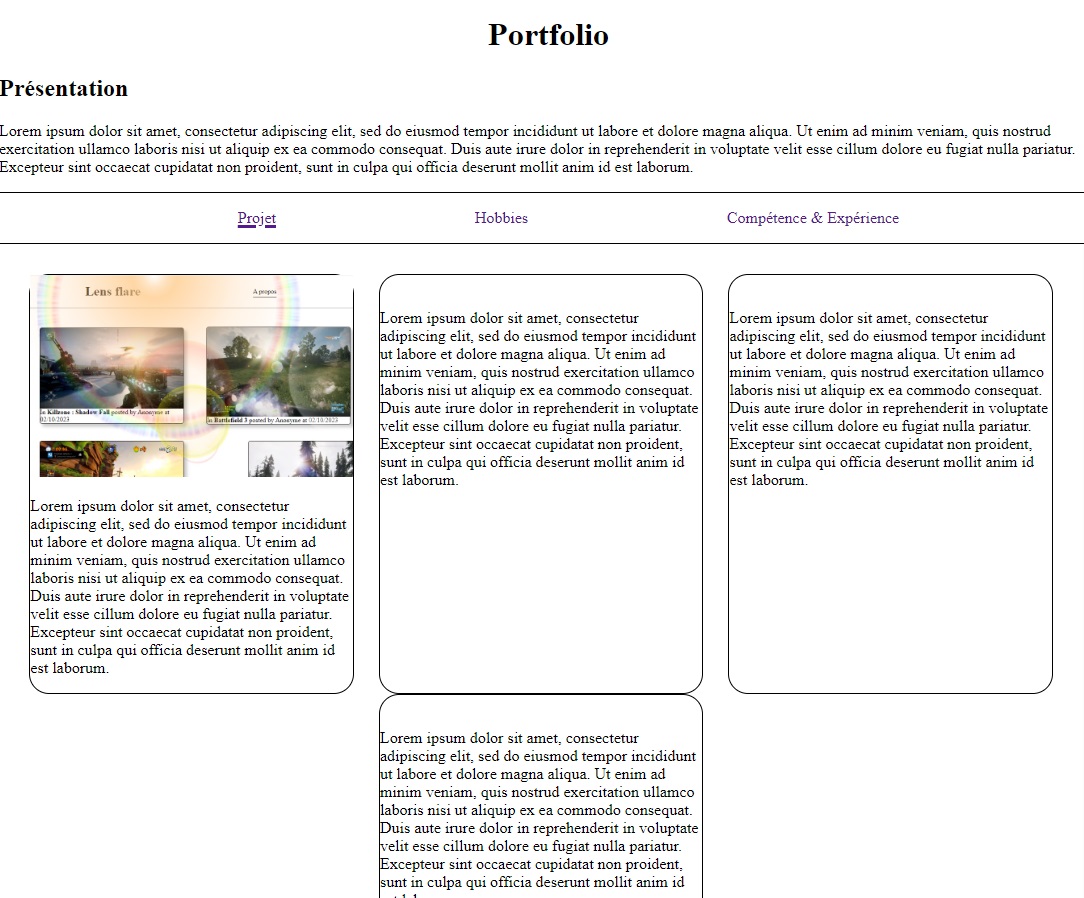 Portfolio
Présentation
Lorem ipsum dolor sit amet, consectetur adipiscing elit, sed do eiusmod tempor incididunt ut labore et dolore magna aliqua. Ut enim ad minim veniam, quis nostrud
exercitation ullamco laboris nisi ut aliquip ex ea commodo consequat. Duis aute irure dolor in reprehenderit in voluptate velit esse cillum dolore eu fugiat nulla pariatur.
Excepteur sint occaecat cupidatat non proident, sunt in culpa qui officia deserunt mollit anim id est laborum.
Projet
Hobbies
Compétence & Expérience
Lens flare
A propos
in Killzone : Shadow Fall posted by Anonyme at
02/10/2023
in Battlefield 3 posted by Anonyme at 02/10/2023
Lorem ipsum dolor sit amet, consectetur
adipiscing elit, sed do eiusmod tempor incididunt
ut labore et dolore magna aliqua. Ut enim ad
minim veniam, quis nostrud exercitation ullamco
laboris nisi ut aliquip ex ea commodo consequat.
Duis aute irure dolor in reprehenderit in voluptate
velit esse cillum dolore eu fugiat nulla pariatur.
Excepteur sint occaecat cupidatat non proident,
sunt in culpa qui officia deserunt mollit anim id
est laborum.
Lorem ipsum dolor sit amet, consectetur
adipiscing elit, sed do eiusmod tempor incididunt
ut labore et dolore magna aliqua. Ut enim ad
minim veniam, quis nostrud exercitation ullamco
laboris nisi ut aliquip ex ea commodo consequat.
Duis aute irure dolor in reprehenderit in voluptate
velit esse cillum dolore eu fugiat nulla pariatur.
Excepteur sint occaecat cupidatat non proident,
sunt in culpa qui officia deserunt mollit anim id
est laborum.
Lorem ipsum dolor sit amet, consectetur
adipiscing elit, sed do eiusmod tempor incididunt
ut labore et dolore magna aliqua. Ut enim ad
minim veniam, quis nostrud exercitation ullamco
laboris nisi ut aliquip ex ea commodo consequat.
Duis aute irure dolor in reprehenderit in voluptate
velit esse cillum dolore eu fugiat nulla pariatur.
Excepteur sint occaecat cupidatat non proident,
sunt in culpa qui officia deserunt mollit anim id
est laborum.
Lorem ipsum dolor sit amet, consectetur
adipiscing elit, sed do eiusmod tempor incididunt
ut labore et dolore magna aliqua. Ut enim ad
minim veniam, quis nostrud exercitation ullamco
laboris nisi ut aliquip ex ea commodo consequat.
Duis aute irure dolor in reprehenderit in voluptate
velit esse cillum dolore eu fugiat nulla pariatur.
Excepteur sint occaecat cupidatat non proident,
sunt in culpa qui officia deserunt mollit anim id